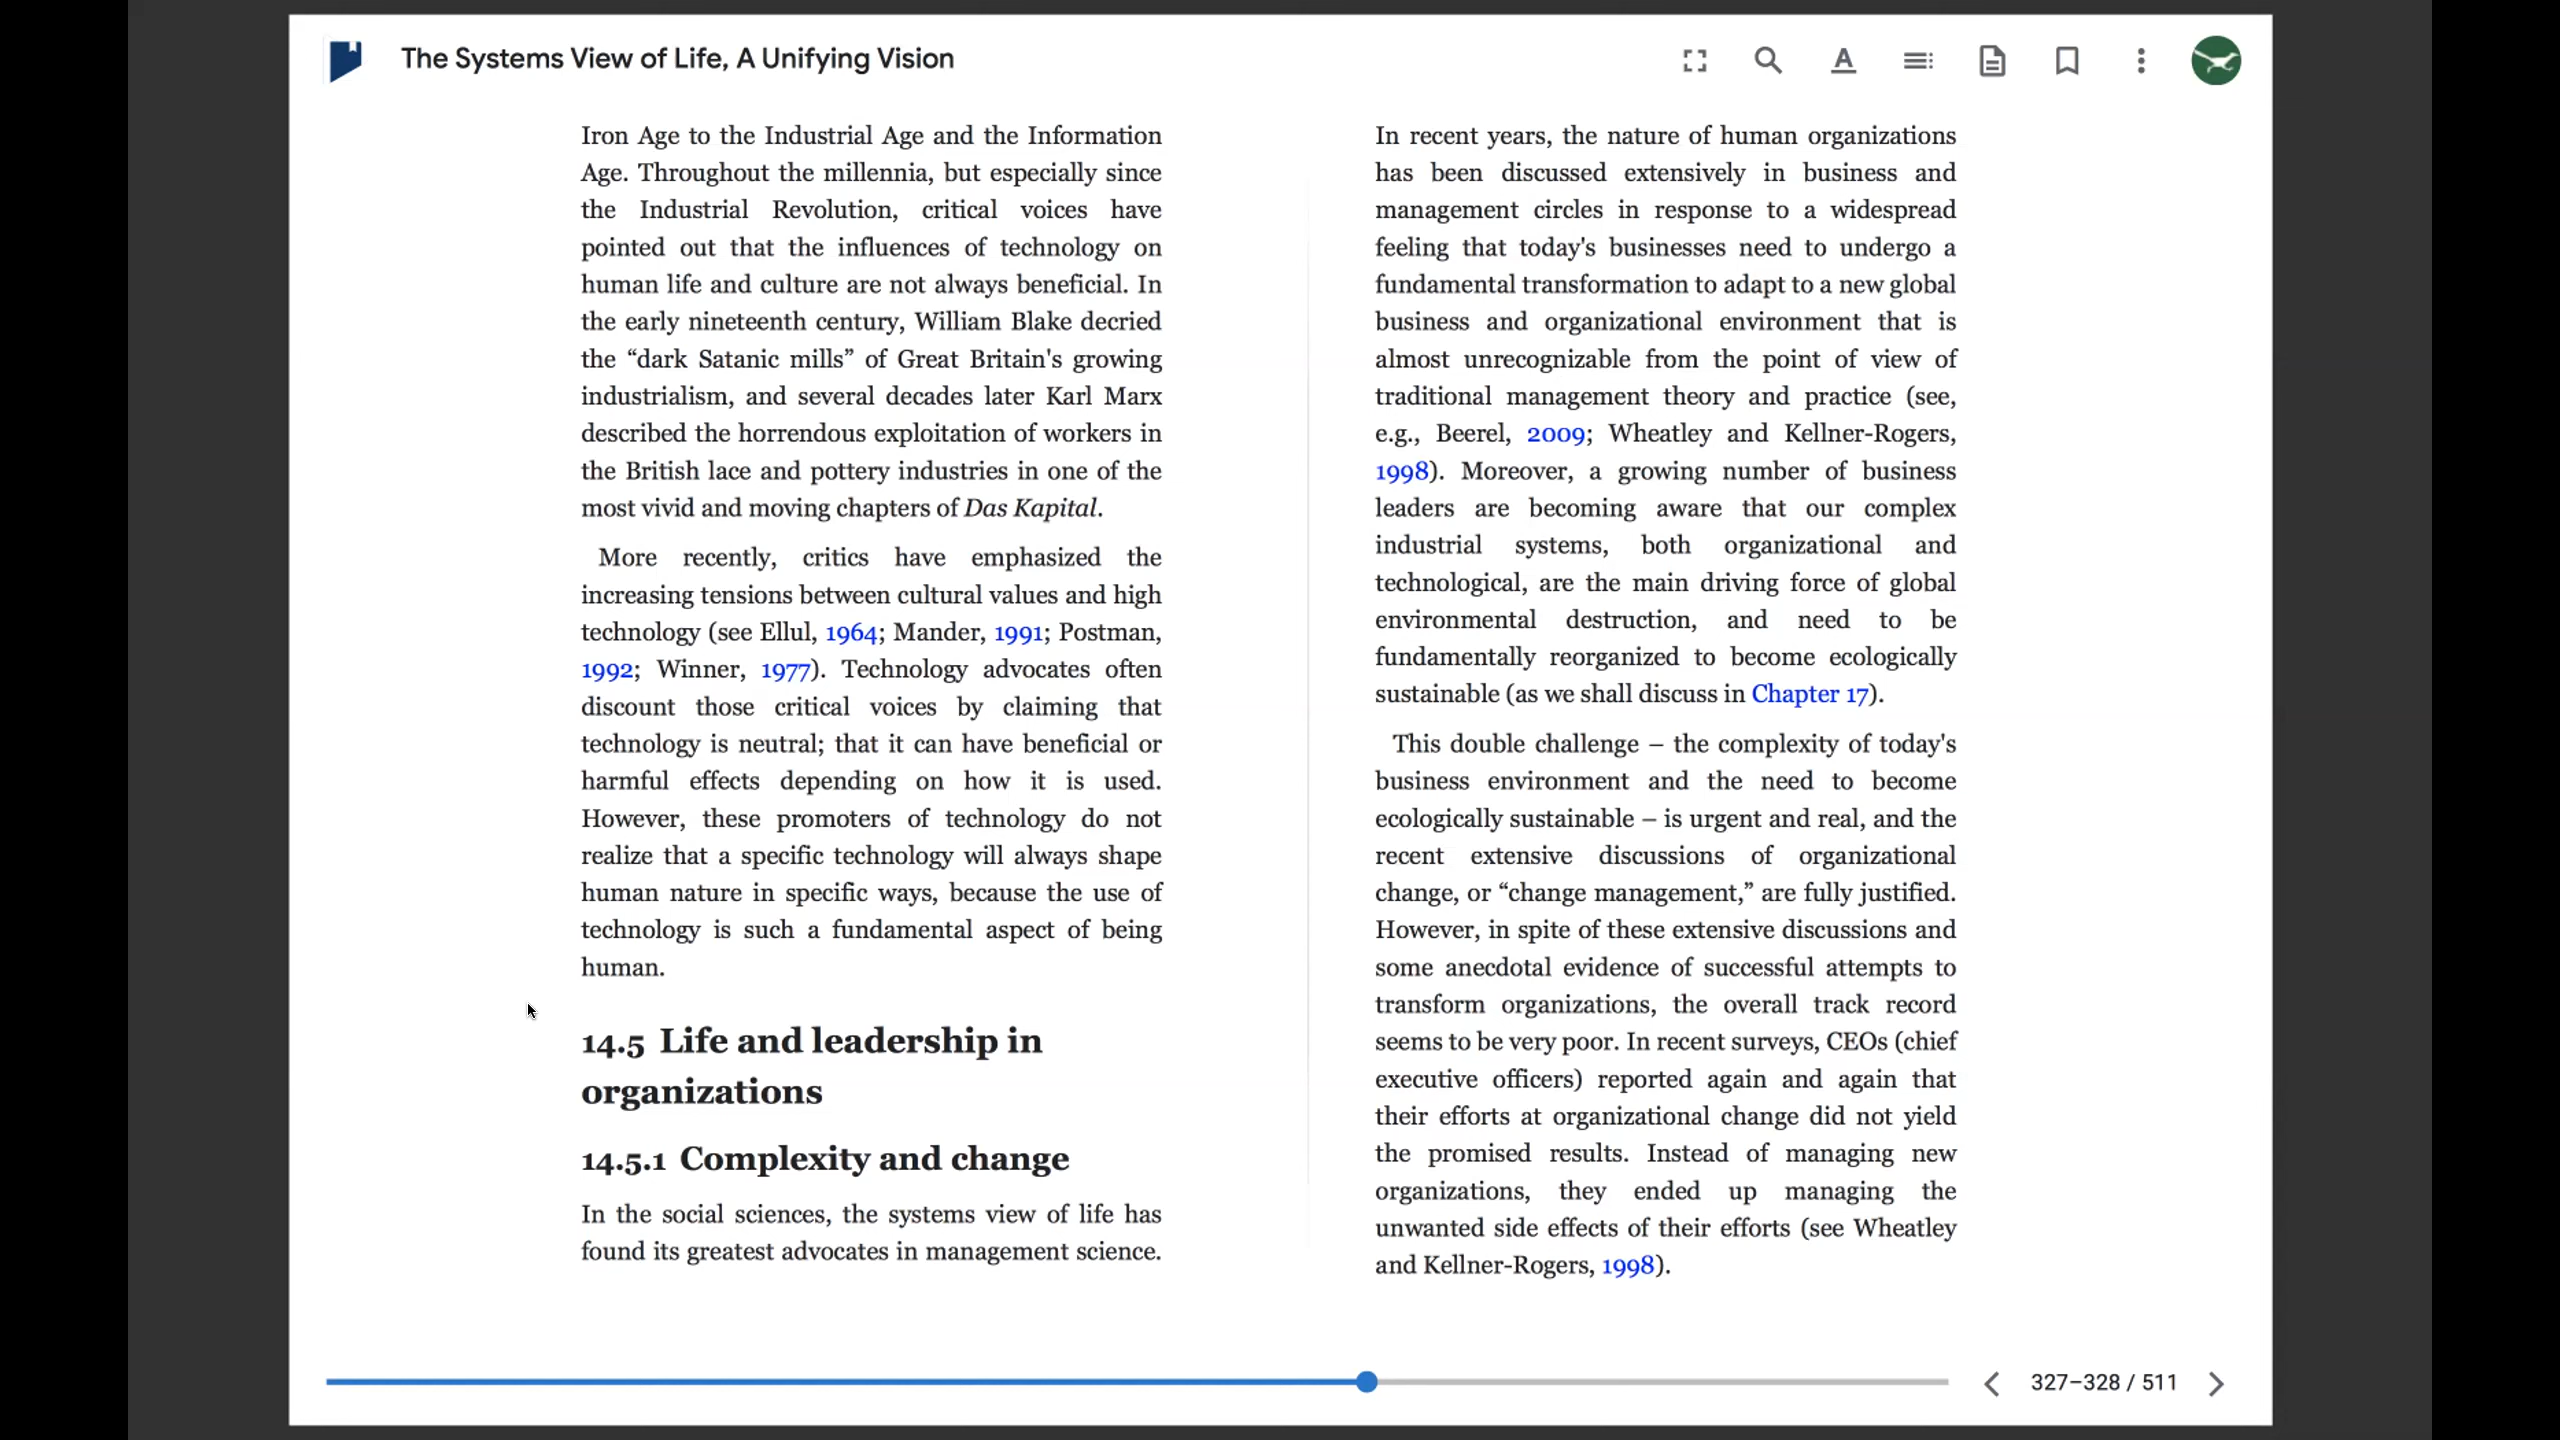 The Systems View of Life, A Unifying Vision
Iron Age to the Industrial Age and the Information
Age. Throughout the millennia, but especially since
the Industrial Revolution, critical voices have
pointed out that the influences of technology on
human life and culture are not always beneficial. In
the early nineteenth century, William Blake decried
the “dark Satanic mills” of Great Britain's growing
industrialism, and several decades later Karl Marx
described the horrendous exploitation of workers in
the British lace and pottery industries in one of the
most vivid and moving chapters of Das Kapital.
More recently, critics have emphasized the
increasing tensions between cultural values and high
technology (see Ellul, 1964; Mander, 1991; Postman,
1992; Winner, 1977). Technology advocates often
discount those critical voices by claiming that
technology is neutral; that it can have beneficial or
harmful effects depending on how it is used.
However, these promoters of technology do not
realize that a specific technology will always shape
human nature in specific ways, because the use of
technology is such a fundamental aspect of being
human.
14.5 Life and leadership in
organizations
14.5.1 Complexity and change
In the social sciences, the systems view of life has
found its greatest advocates in management science.
In recent years, the nature of human organizations
has been discussed extensively in business and
management circles in response to a widespread
feeling that today's businesses need to undergo a
fundamental transformation to adapt to a new global
business and organizational environment that is
almost unrecognizable from the point of view of
traditional management theory and practice (see,
e.g., Beerel, 2009; Wheatley and Kellner-Rogers,
1998). Moreover, a growing number of business
leaders are becoming aware that our complex
industrial systems, both organizational and
technological, are the main driving force of global
environmental destruction, and need to be
fundamentally reorganized to become ecologically
sustainable (as we shall discuss in Chapter 17).
This double challenge – the complexity of today's
business environment and the need to become
ecologically sustainable – is urgent and real, and the
recent extensive discussions of organizational
change, or “change management,” are fully justified.
However, in spite of these extensive discussions and
some anecdotal evidence of successful attempts to
transform organizations, the overall track record
seems to be very poor. In recent surveys, CEOs (chief
executive officers) reported again and again that
their efforts at organizational change did not yield
the promised results. Instead of managing new
organizations, they ended up managing the
unwanted side effects of their efforts (see Wheatley
and Kellner-Rogers, 1998).
327–328 / 511